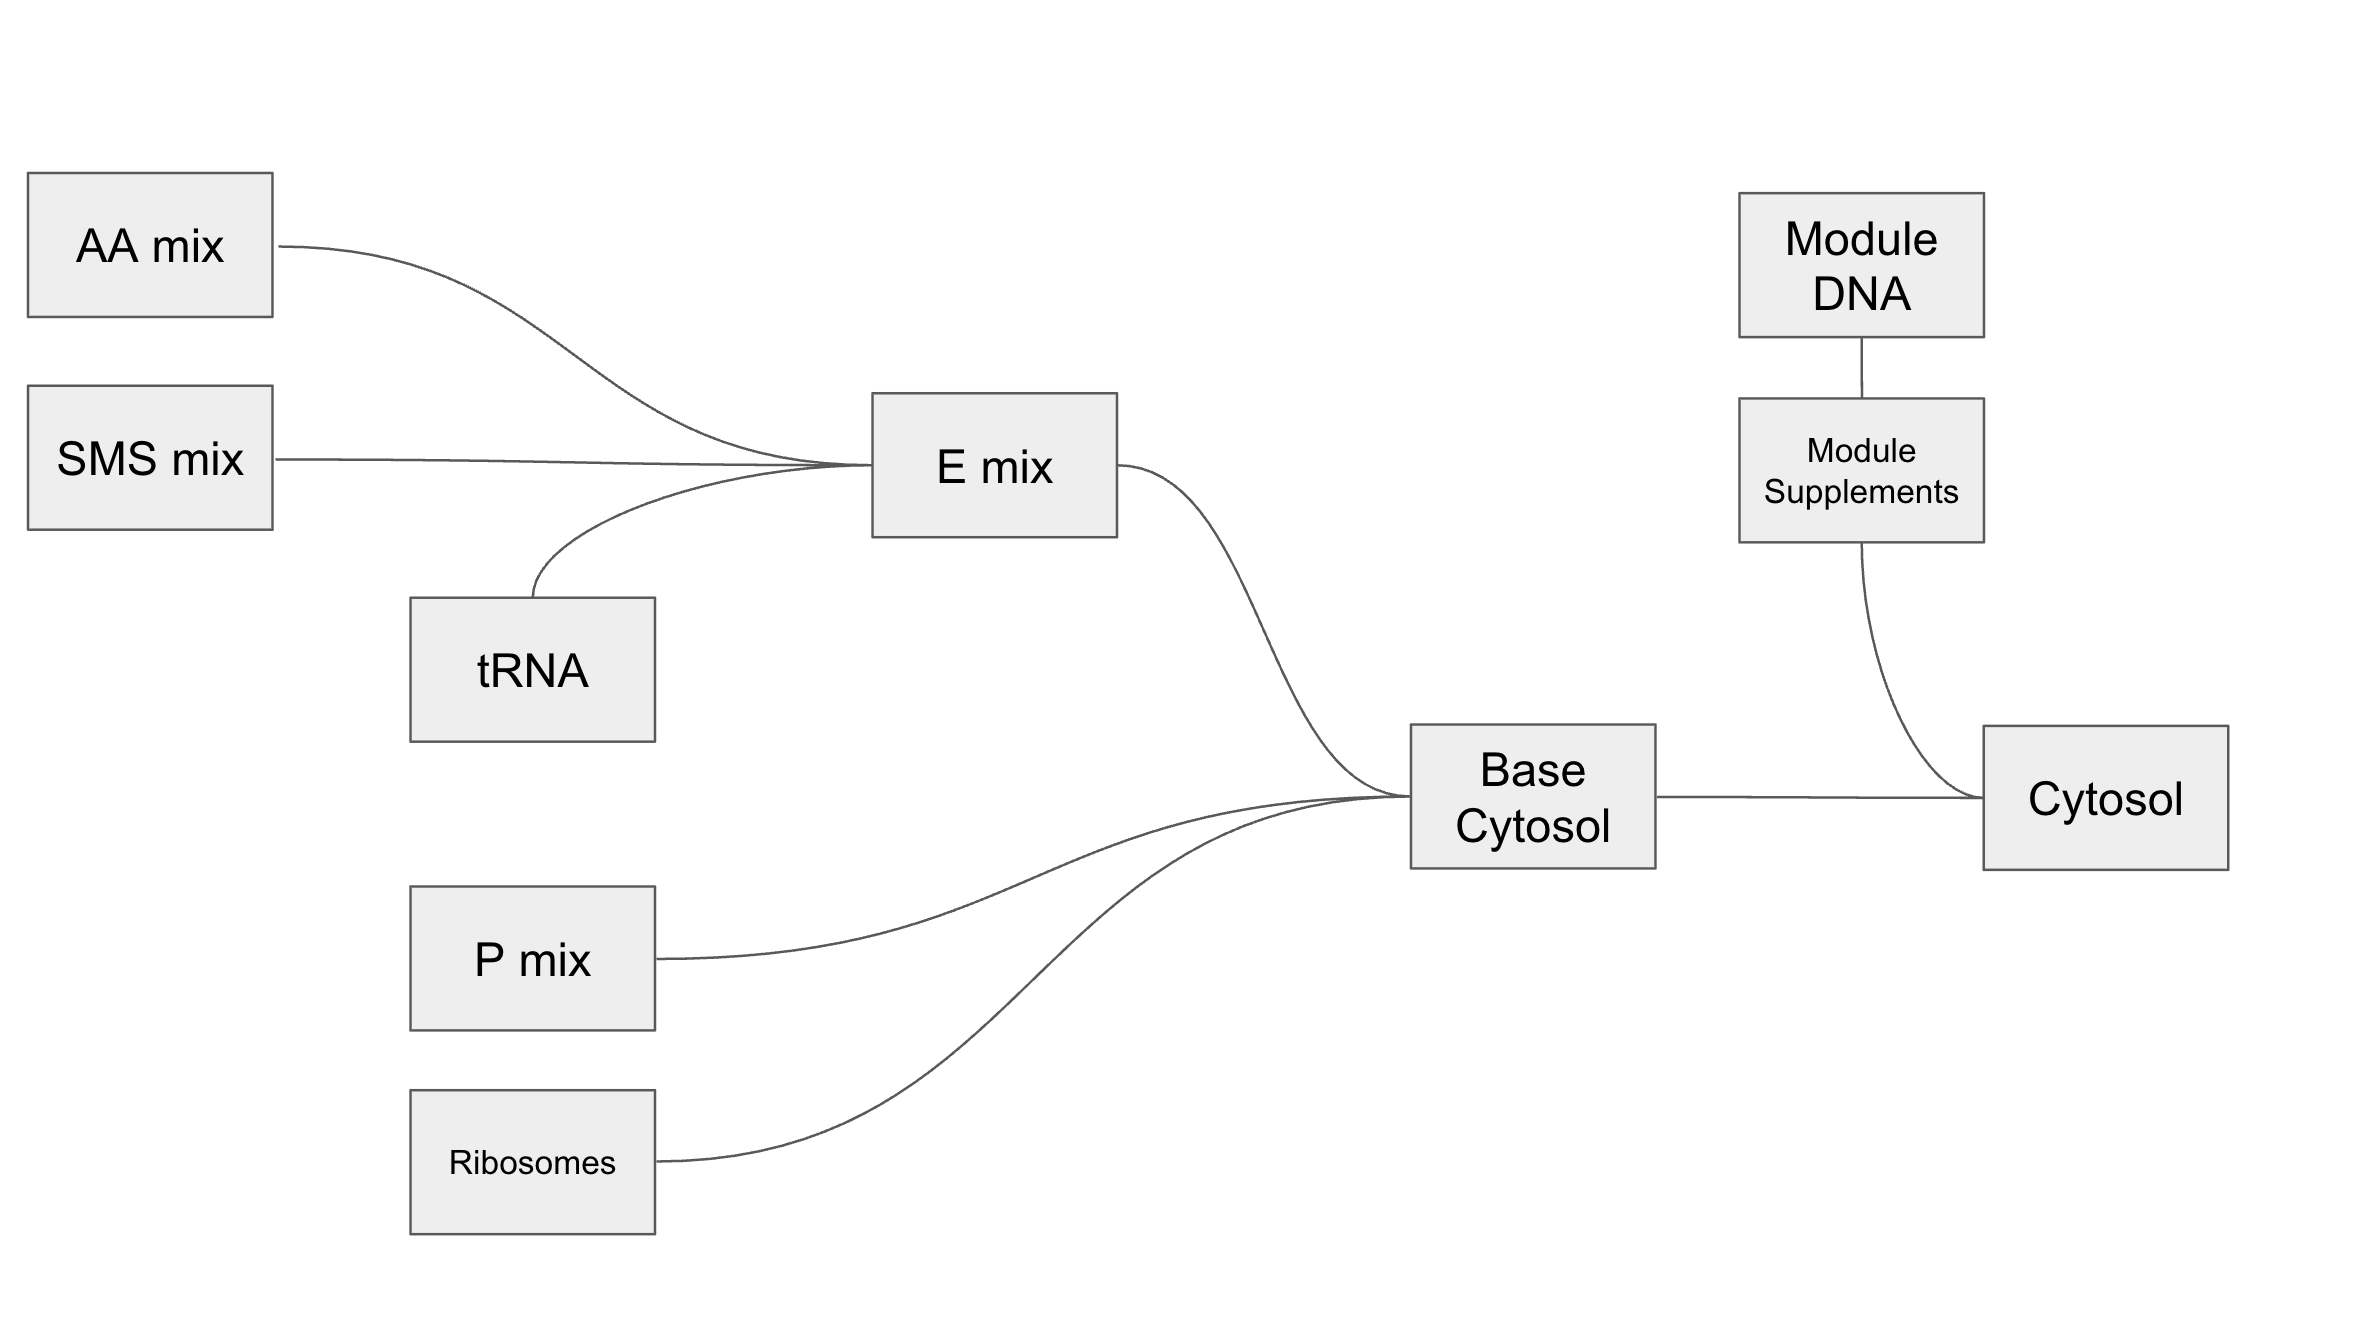 AA mix
SMS mix
tRNA
P mix
Ribosomes
E mix
Base
Cytosol
Module
DNA
Module
Supplements
Cytosol